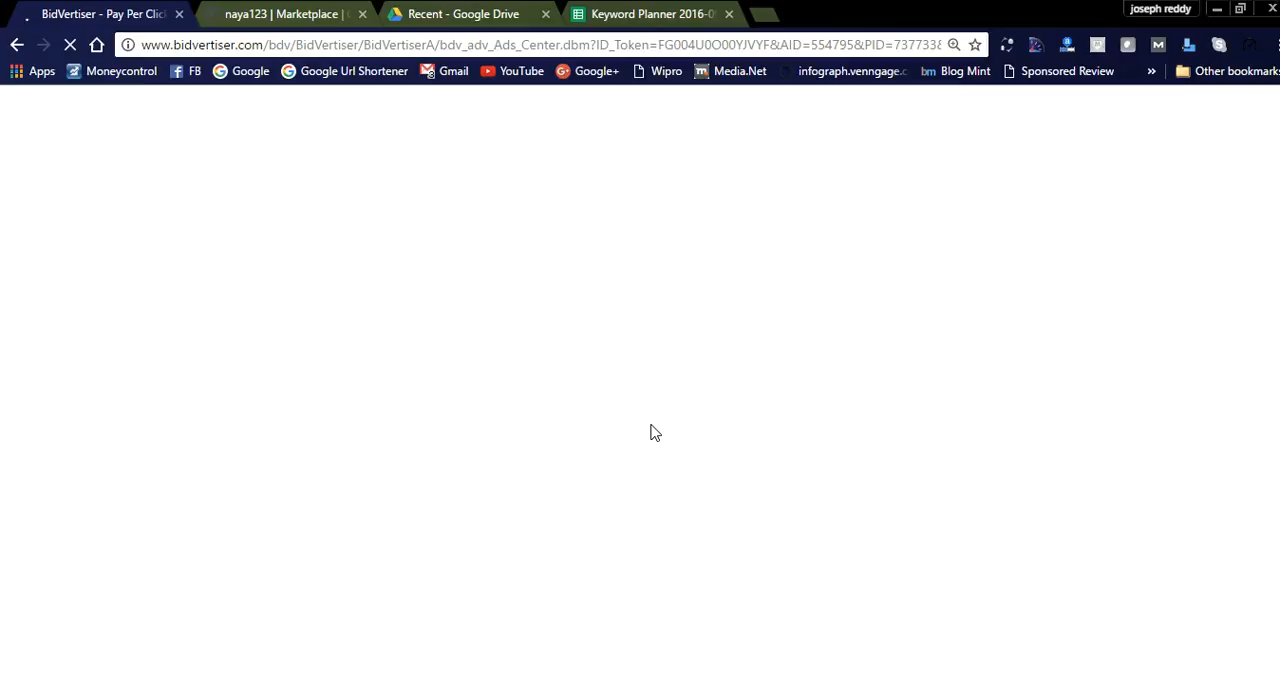 BidVertiser - Pay Per Clic naya123 | Marketplace | Recent - Google Drive Keyword Planner 2016-0 joseph reddy
www.bidvertiser.com/bdv/BidVertiser/BidVertiserA/bdv_adv_Ads_Center.dbm?ID_Token=FG004U0O00YJVYF&AID=554795&PID=737733&
Apps Moneycontrol FB Google Google Url Shortener Gmail YouTube Google+ Wipro Media.Net infograph.venngage.c bm Blog Mint Sponsored Review » Other bookmarks